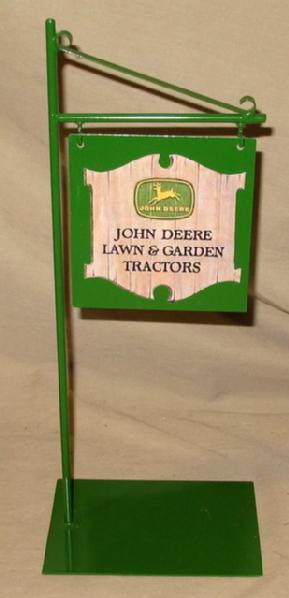 JOHN DEERE
JOHN DEERE
LAWN & GARDEN
TRACTORS